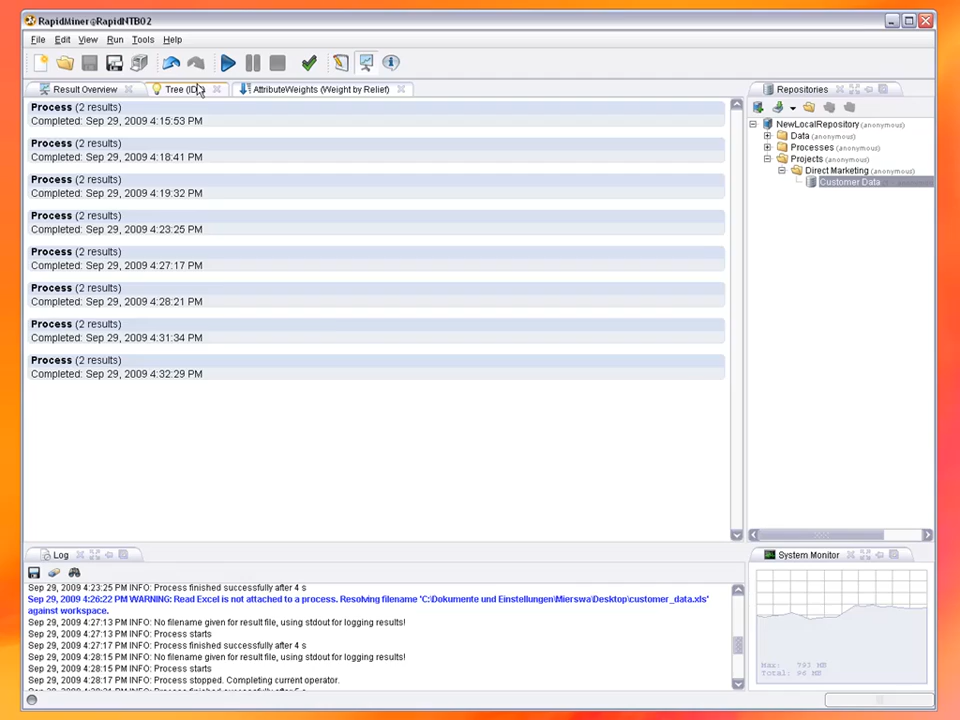 RapidMiner@RapidNTB02
File Edit View Run Tools Help
Result Overview Tree (ID3) AttributeWeights (Weight by Relief) Repositories
Process (2 results)
Completed: Sep 29, 2009 4:15:53 PM
Process (2 results)
Completed: Sep 29, 2009 4:18:41 PM
Process (2 results)
Completed: Sep 29, 2009 4:19:32 PM
Process (2 results)
Completed: Sep 29, 2009 4:23:25 PM
Process (2 results)
Completed: Sep 29, 2009 4:27:17 PM
Process (2 results)
Completed: Sep 29, 2009 4:28:21 PM
Process (2 results)
Completed: Sep 29, 2009 4:31:34 PM
Process (2 results)
Completed: Sep 29, 2009 4:32:29 PM
NewLocalRepository (anonymous)
Data (anonymous)
Processes (anonymous)
Projects (anonymous)
Direct Marketing (anonymous)
Customer Data
Log
Sep 29, 2009 4:23:25 PM INFO: Process finished successfully after 4 s
Sep 29, 2009 4:26:22 PM WARNING: Read Excel is not attached to a process. Resolving filename 'C:\Dokumente und Einstellungen\Mierswa\Desktop\customer_data.xls'
against workspace.
Sep 29, 2009 4:27:13 PM INFO: No filename given for result file, using stdout for logging results!
Sep 29, 2009 4:27:13 PM INFO: Process starts
Sep 29, 2009 4:27:17 PM INFO: Process finished successfully after 4 s
Sep 29, 2009 4:28:15 PM INFO: No filename given for result file, using stdout for logging results!
Sep 29, 2009 4:28:15 PM INFO: Process starts
Sep 29, 2009 4:28:17 PM INFO: Process stopped. Completing current operator.
System Monitor
Max: 793 MB
Total: 96 MB